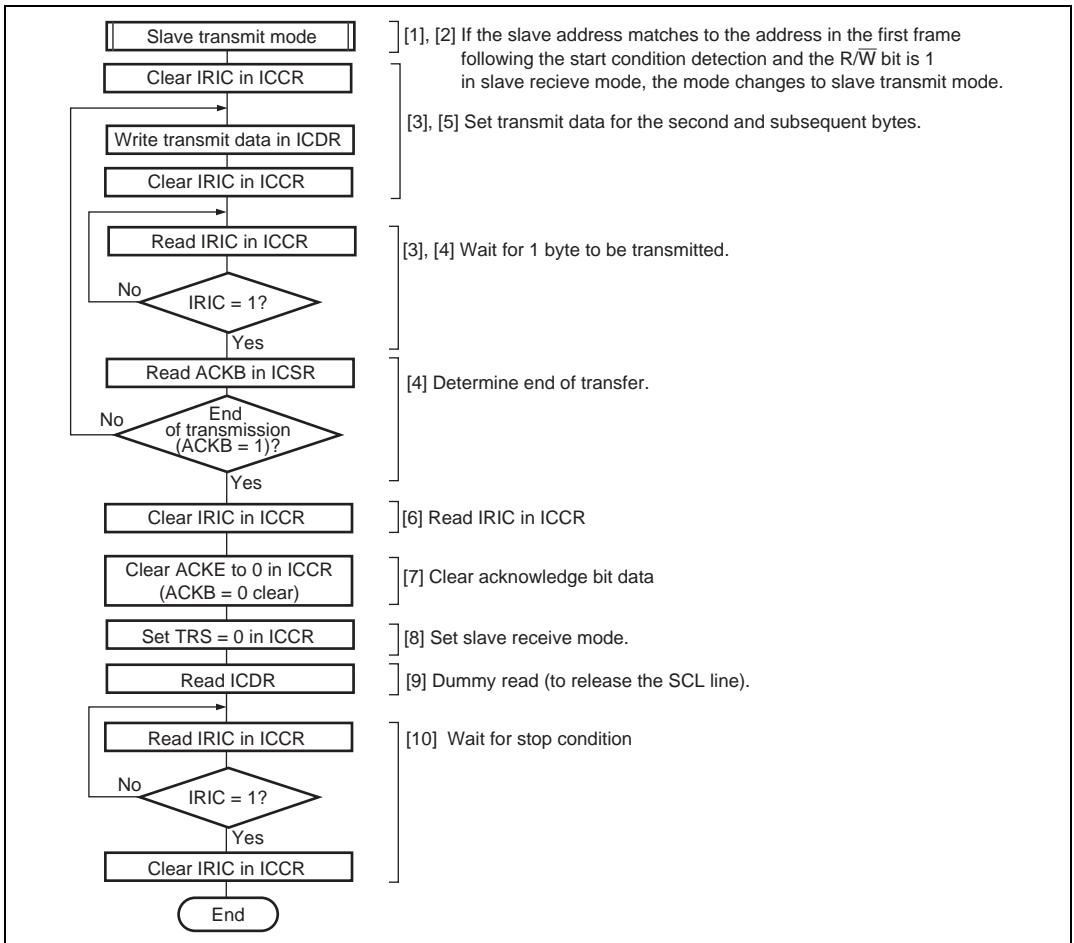 Slave transmit mode
[1], [2] If the slave address matches to the address in the first frame
following the start condition detection and the R/W̅ bit is 1
in slave recieve mode, the mode changes to slave transmit mode.
Clear IRIC in ICCR
[3], [5] Set transmit data for the second and subsequent bytes.
Write transmit data in ICDR
Clear IRIC in ICCR
Read IRIC in ICCR
[3], [4] Wait for 1 byte to be transmitted.
No
IRIC = 1?
Yes
Read ACKB in ICSR
[4] Determine end of transfer.
No
End
of transmission
(ACKB = 1)?
Yes
Clear IRIC in ICCR
[6] Read IRIC in ICCR
Clear ACKE to 0 in ICCR
(ACKB = 0 clear)
[7] Clear acknowledge bit data
Set TRS = 0 in ICCR
[8] Set slave receive mode.
Read ICDR
[9] Dummy read (to release the SCL line).
Read IRIC in ICCR
[10] Wait for stop condition
No
IRIC = 1?
Yes
Clear IRIC in ICCR
End